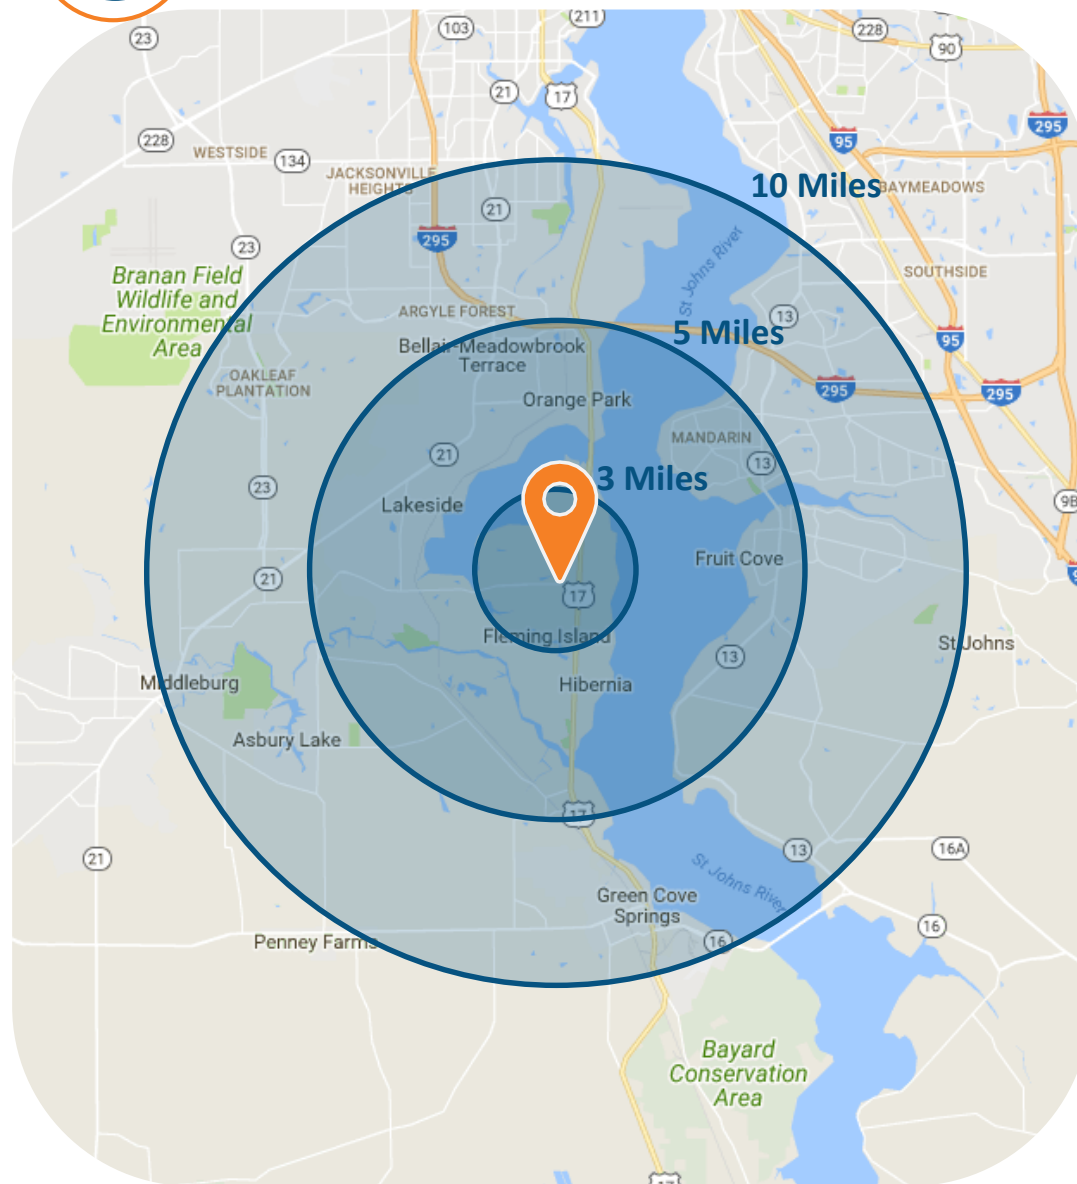 211
103
23
228
90
21
17
295
95
228
WESTSIDE
134
JACKSONVILLE
HEIGHTS
10 Miles
BAYMEADOWS
21
295
23
St Johns River
SOUTHSIDE
Branan Field
Wildlife and
Environmental
Area
ARGYLE FOREST
13
5 Miles
95
Bellair-Meadowbrook
Terrace
OAKLEAF
PLANTATION
295
295
Orange Park
MANDARIN
21
13
3 Miles
23
Lakeside
9B
Fruit Cove
21
17
Fleming Island
St Johns
13
Middleburg
Hibernia
Asbury Lake
17
13
16A
21
St Johns River
Green Cove
Springs
16
Penney Farms
16
Bayard
Conservation
Area
17